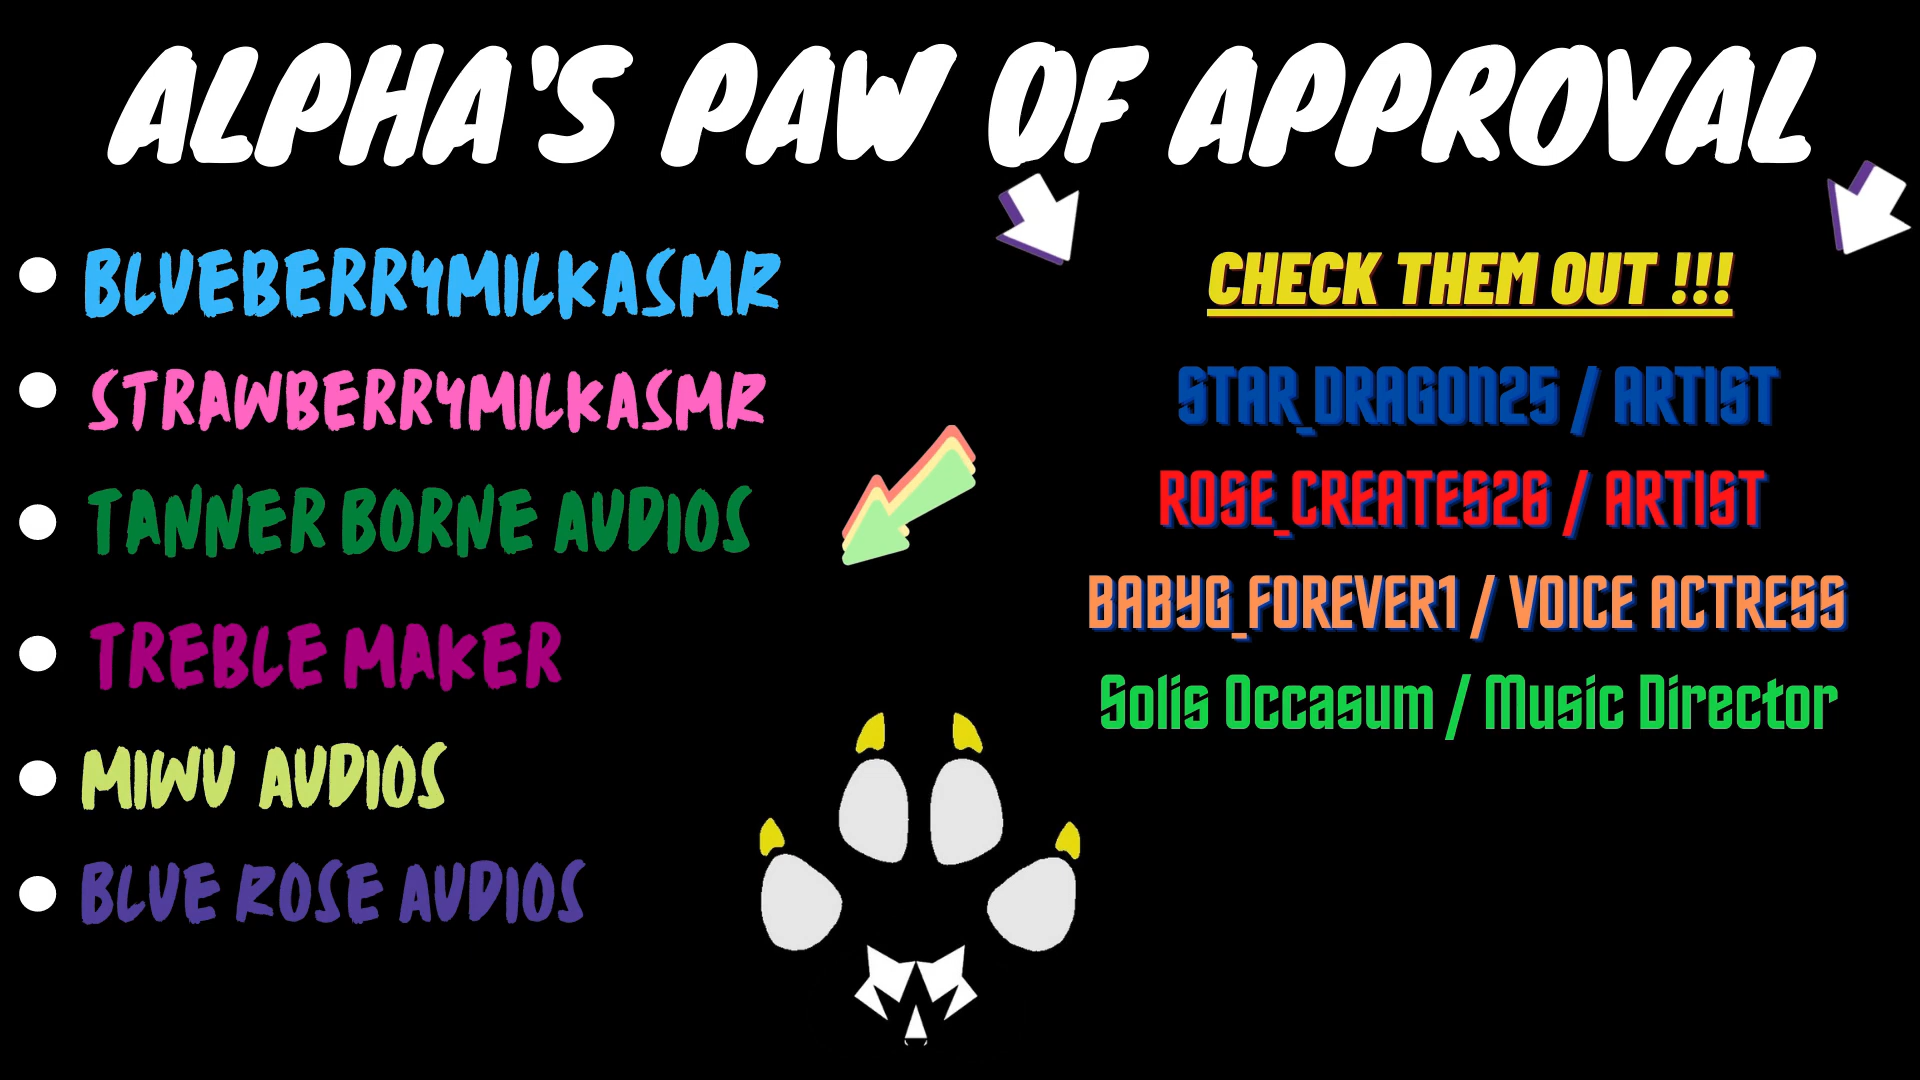 ALPHA'S PAW OF APPROVAL
BLUEBERRYMILKASMR
STRAWBERRYMILKASMR
TANNER BORNE AUDIOS
TREBLE MAKER
MIWU AUDIOS
BLUE ROSE AUDIOS
CHECK THEM OUT !!!
STAR_DRAGON25 / ARTIST
ROSE_CREATES26 / ARTIST
BABYG_FOREVER1 / VOICE ACTRESS
Solis Occasum / Music Director